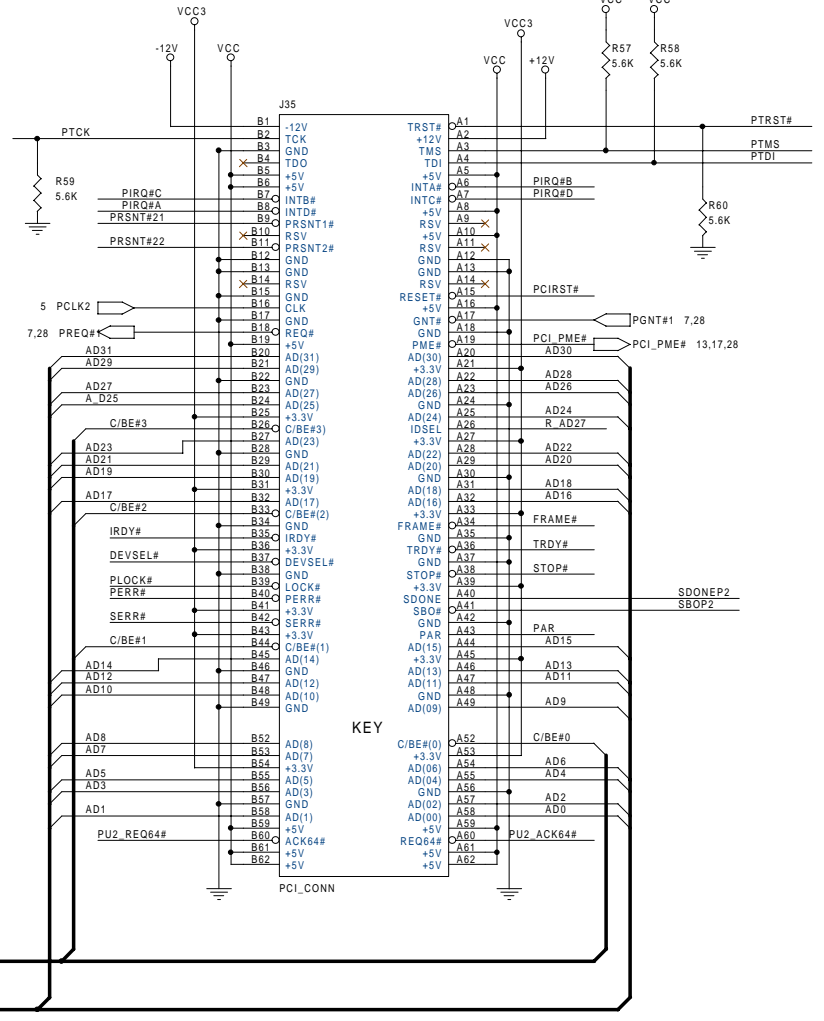 VCC VCC
VCC3
VCC3
-12V VCC
VCC +12V
R57 5.6K
R58 5.6K
J35
PTCK
R59 5.6K
R60 5.6K
B1 -12V TRST# A1 PTRST#
B2 TCK +12V A2
B3 GND TMS A3 PTMS
B4 TDO TDI A4 PTDI
B5 +5V +5V A5
B6 +5V INTA# A6 PIRQ#B
PIRQ#C B7 INTB# INTC# A7 PIRQ#D
PIRQ#A B8 INTD# +5V A8
PRSNT#21 B9 PRSNT1# RSV A9
B10 RSV +5V A10
PRSNT#22 B11 PRSNT2# RSV A11
B12 GND GND A12
B13 GND GND A13
B14 RSV RSV A14
B15 GND RESET# A15 PCIRST#
5 PCLK2 B16 CLK +5V A16
B17 GND GNT# A17 PGNT#1 7,28
7,28 PREQ#1 B18 REQ# GND A18
B19 +5V PME# A19 PCI_PME# PCI_PME# 13,17,28
AD31 B20 AD(31) AD(30) A20 AD30
AD29 B21 AD(29) +3.3V A21
B22 GND AD(28) A22 AD28
AD27 B23 AD(27) AD(26) A23 AD26
A_D25 B24 AD(25) GND A24
B25 +3.3V AD(24) A25 AD24
C/BE#3 B26 C/BE#(3) IDSEL A26 R_AD27
B27 AD(23) +3.3V A27
AD23 B28 GND AD(22) A28 AD22
AD21 B29 AD(21) AD(20) A29 AD20
AD19 B30 AD(19) GND A30
B31 +3.3V AD(18) A31 AD18
AD17 B32 AD(17) AD(16) A32 AD16
C/BE#2 B33 C/BE#(2) +3.3V A33
B34 GND FRAME# A34 FRAME#
IRDY# B35 IRDY# GND A35
B36 +3.3V TRDY# A36 TRDY#
DEVSEL# B37 DEVSEL# GND A37
B38 GND STOP# A38 STOP#
PLOCK# B39 LOCK# +3.3V A39
PERR# B40 PERR# SDONE A40 SDONEP2
B41 +3.3V SBO# A41 SBOP2
SERR# B42 SERR# GND A42
B43 +3.3V PAR A43 PAR
C/BE#1 B44 C/BE#(1) AD(15) A44 AD15
B45 AD(14) +3.3V A45
AD14 B46 GND AD(13) A46 AD13
AD12 B47 AD(12) AD(11) A47 AD11
AD10 B48 AD(10) GND A48
B49 GND AD(09) A49 AD9
KEY
AD8 B52 AD(8) C/BE#(0) A52 C/BE#0
AD7 B53 AD(7) +3.3V A53
B54 +3.3V AD(06) A54 AD6
AD5 B55 AD(5) AD(04) A55 AD4
AD3 B56 AD(3) GND A56
B57 GND AD(02) A57 AD2
AD1 B58 AD(1) AD(00) A58 AD0
B59 +5V +5V A59
PU2_REQ64# B60 ACK64# REQ64# A60 PU2_ACK64#
B61 +5V +5V A61
B62 +5V +5V A62
PCI_CONN